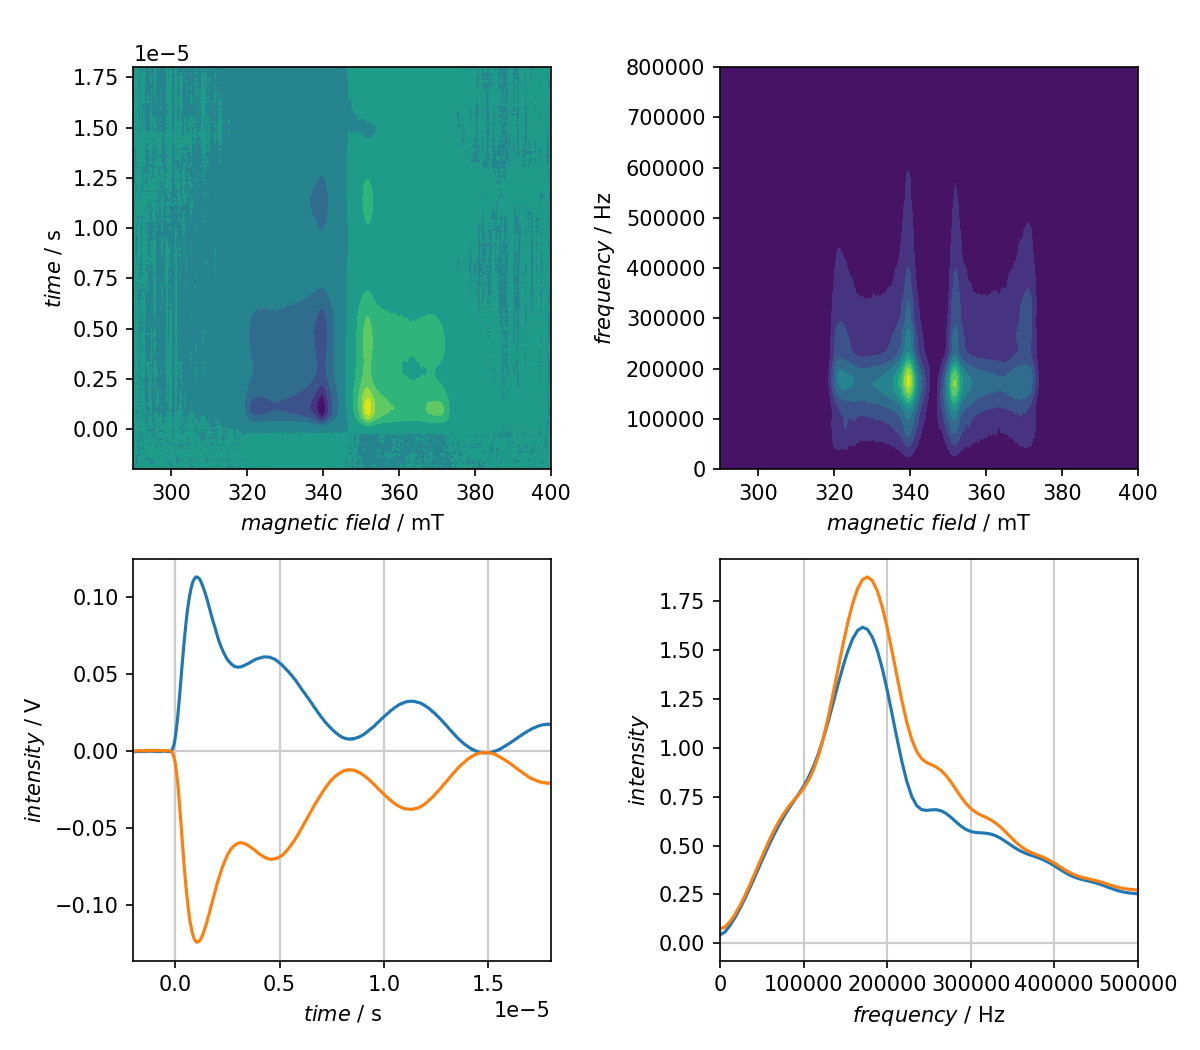 1e−5
1.75
1.50
1.25
1.00
0.75
0.50
0.25
0.00
time / s
300 320 340 360 380 400
magnetic field / mT
800000
700000
600000
500000
400000
300000
200000
100000
0
frequency / Hz
300 320 340 360 380 400
magnetic field / mT
0.10
0.05
0.00
−0.05
−0.10
intensity / V
0.0 0.5 1.0 1.5
1e−5
time / s
1.75
1.50
1.25
1.00
0.75
0.50
0.25
0.00
intensity
0 100000 200000 300000 400000 500000
frequency / Hz